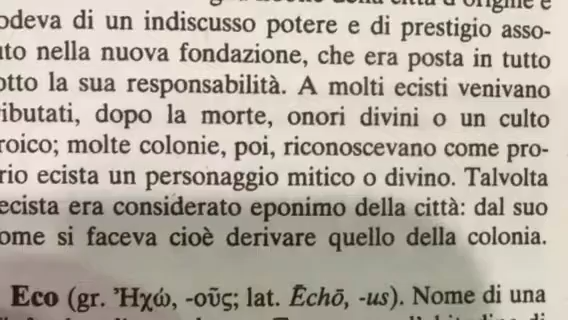 odeva di un indiscusso potere e di prestigio asso-
nella nuova fondazione, che era posta in tutto
la sua responsabilità. A molti ecisti venivano
ributati, dopo la morte, onori divini o un culto
roico; molte colonie, poi, riconoscevano come pro-
rio ecista un personaggio mitico o divino. Talvolta
ecista era considerato eponimo della città: dal suo
ome si faceva cioè derivare quello della colonia.
Eco (gr. Ἠχώ, -οῦς; lat. Ēchō, -us). Nome di una